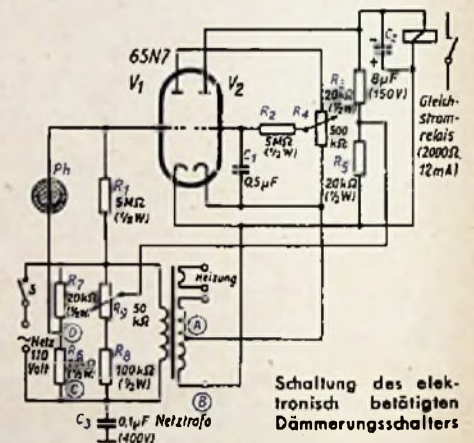 6SN7
V1
V2
C2
R3
20kΩ
(½W)
8µF
(150V)
R2
5MΩ
(½W)
R4
500
kΩ
C1
0,5µF
R5
20kΩ
(½W)
Gleich-
strom-
relais
(2000Ω,
12mA)
Ph
R1
5MΩ
(½W)
S
R7
20kΩ
(½W)
R9
50
kΩ
Heizung
A
D
Netz
110
Volt
R6
(½W)
C
R8
100kΩ
(½W)
B
C3
0,1µF
(400V)
Netztrafo
Schaltung des elek-
tronisch betätigten
Dämmerungsschalters